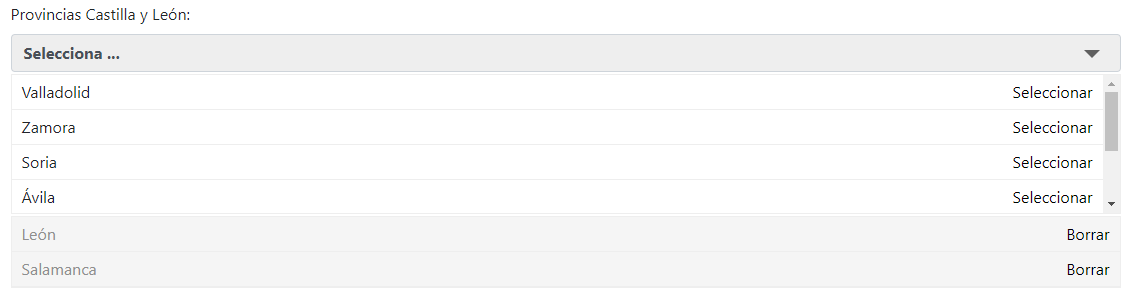 Provincias Castilla y León:
Selecciona ...
Valladolid Seleccionar
Zamora Seleccionar
Soria Seleccionar
Ávila Seleccionar
León Borrar
Salamanca Borrar